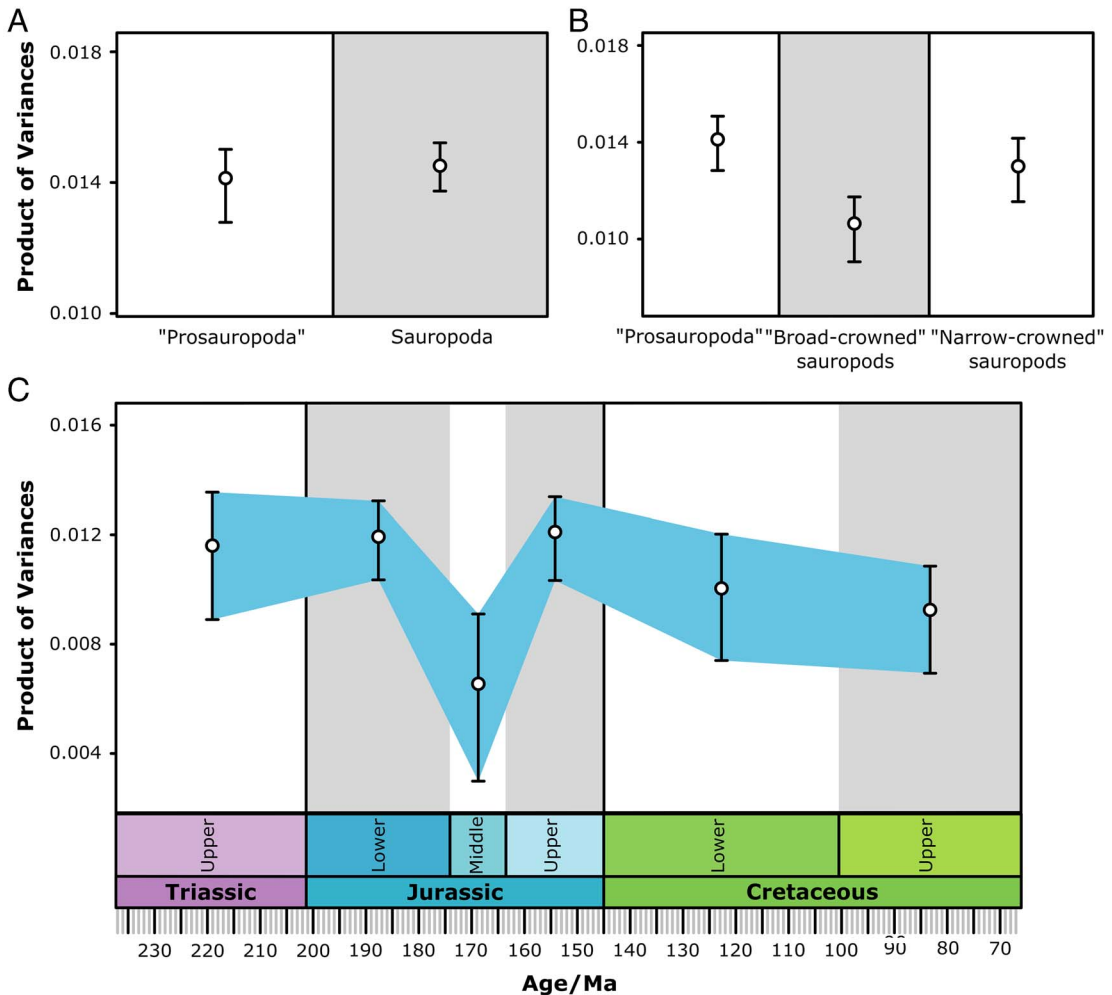 A
Product of Variances
0.018
0.014
0.010
"Prosauropoda"
Sauropoda
B
0.018
0.014
0.010
"Prosauropoda"
"Broad-crowned"
sauropods
"Narrow-crowned"
sauropods
C
Product of Variances
0.016
0.012
0.008
0.004
Upper
Lower
Middle
Upper
Lower
Upper
Triassic
Jurassic
Cretaceous
230 220 210 200 190 180 170 160 150 140 130 120 110 100 90 80 70
Age/Ma